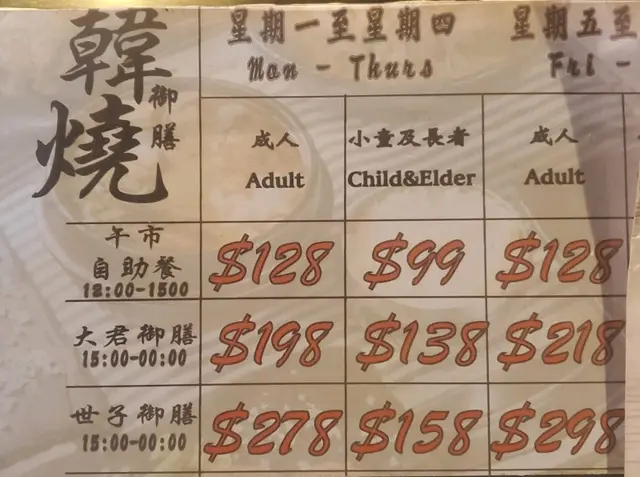 韓燒
御膳
星期一至星期四
Mon - Thurs
星期五至
Fri -
成人
Adult
小童及長者
Child&Elder
成人
Adult
午市
自助餐
12:00-1500
$128
$99
$128
大君御膳
15:00-00:00
$198
$138
$218
世子御膳
15:00-00:00
$278
$158
$298